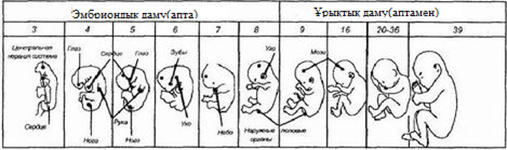 Эмбриондық даму(апта)
Ұрықтық даму(аптамен)
3
4
5
6
7
8
9
16
20-36
39
Центральная
нервная система
Сердце
Глаз
Сердце
Глаз
Рука
Нога
Нога
Зубы
Ухо
Небо
Ухо
Наружные половые
органы
Мозг